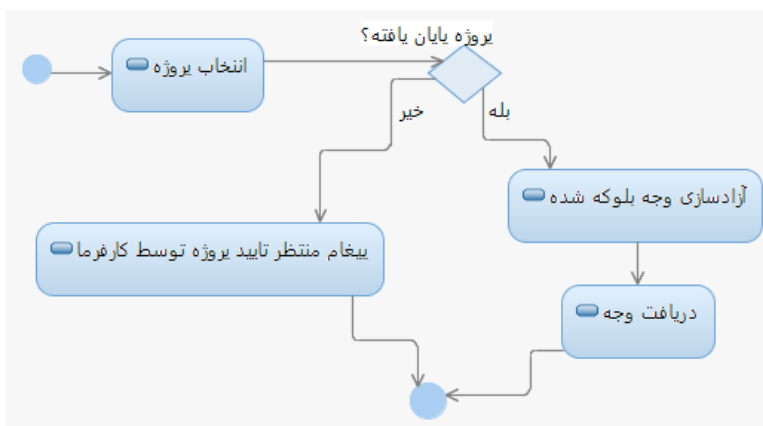 پروژه پایان یافته؟
انتخاب پروژه
خیر
بله
آزادسازی وجه بلوکه شده
پیغام منتظر تایید پروژه توسط کارفرما
دریافت وجه